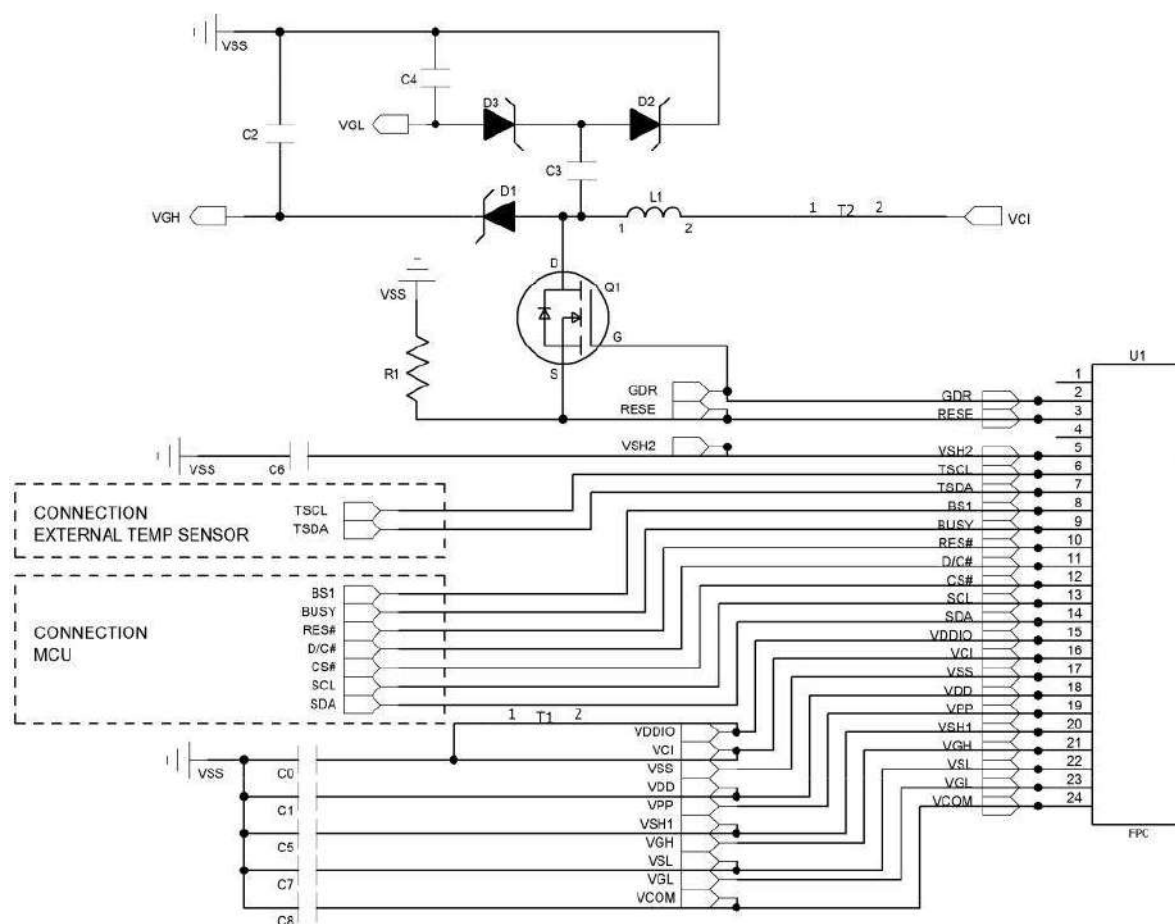 VSS
C4
D3
D2
VGL
C2
C3
D1
L1
VGH
1 2
1 T2 2
VCI
D
VSS
Q1
G
R1
S
U1
GDR
RESE
GDR
RESE
1
2
3
4
VSH2
VSH2
5
VSS
C6
TSCL
6
TSDA
7
BS1
8
BUSY
9
RES#
10
D/C#
11
CS#
12
SCL
13
SDA
14
VDDIO
15
VCI
16
VSS
17
VDD
18
VPP
19
VSH1
20
VGH
21
VSL
22
VGL
23
VCOM
24
FPC
CONNECTION
EXTERNAL TEMP SENSOR
TSCL
TSDA
CONNECTION
MCU
BS1
BUSY
RES#
D/C#
CS#
SCL
SDA
1 T1 2
VDDIO
VCI
VSS
VDD
VPP
VSH1
VGH
VSL
VGL
VCOM
VSS
C0
C1
C5
C7
C8